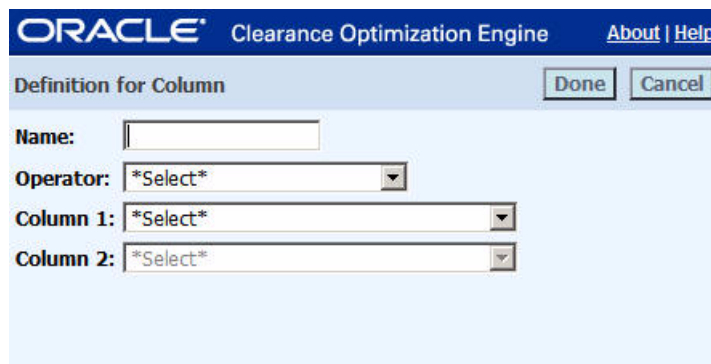 ORACLE Clearance Optimization Engine About | Help
Definition for Column Done Cancel
Name:
Operator: *Select*
Column 1: *Select*
Column 2: *Select*